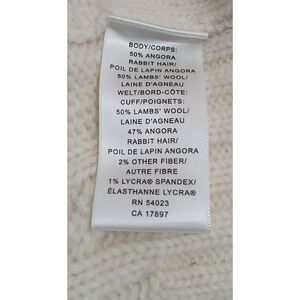 BODY/CORPS:
50% ANGORA
RABBIT HAIR/
POIL DE LAPIN ANGORA
50% LAMBS' WOOL/
LAINE D'AGNEAU
WELT/BORD-CÔTE:
CUFF/POIGNETS:
50% LAMBS' WOOL/
LAINE D'AGNEAU
47% ANGORA
RABBIT HAIR/
POIL DE LAPIN ANGORA
2% OTHER FIBER/
AUTRE FIBRE
1% LYCRA® SPANDEX/
ÉLASTHANNE LYCRA®
RN 54023
CA 17897